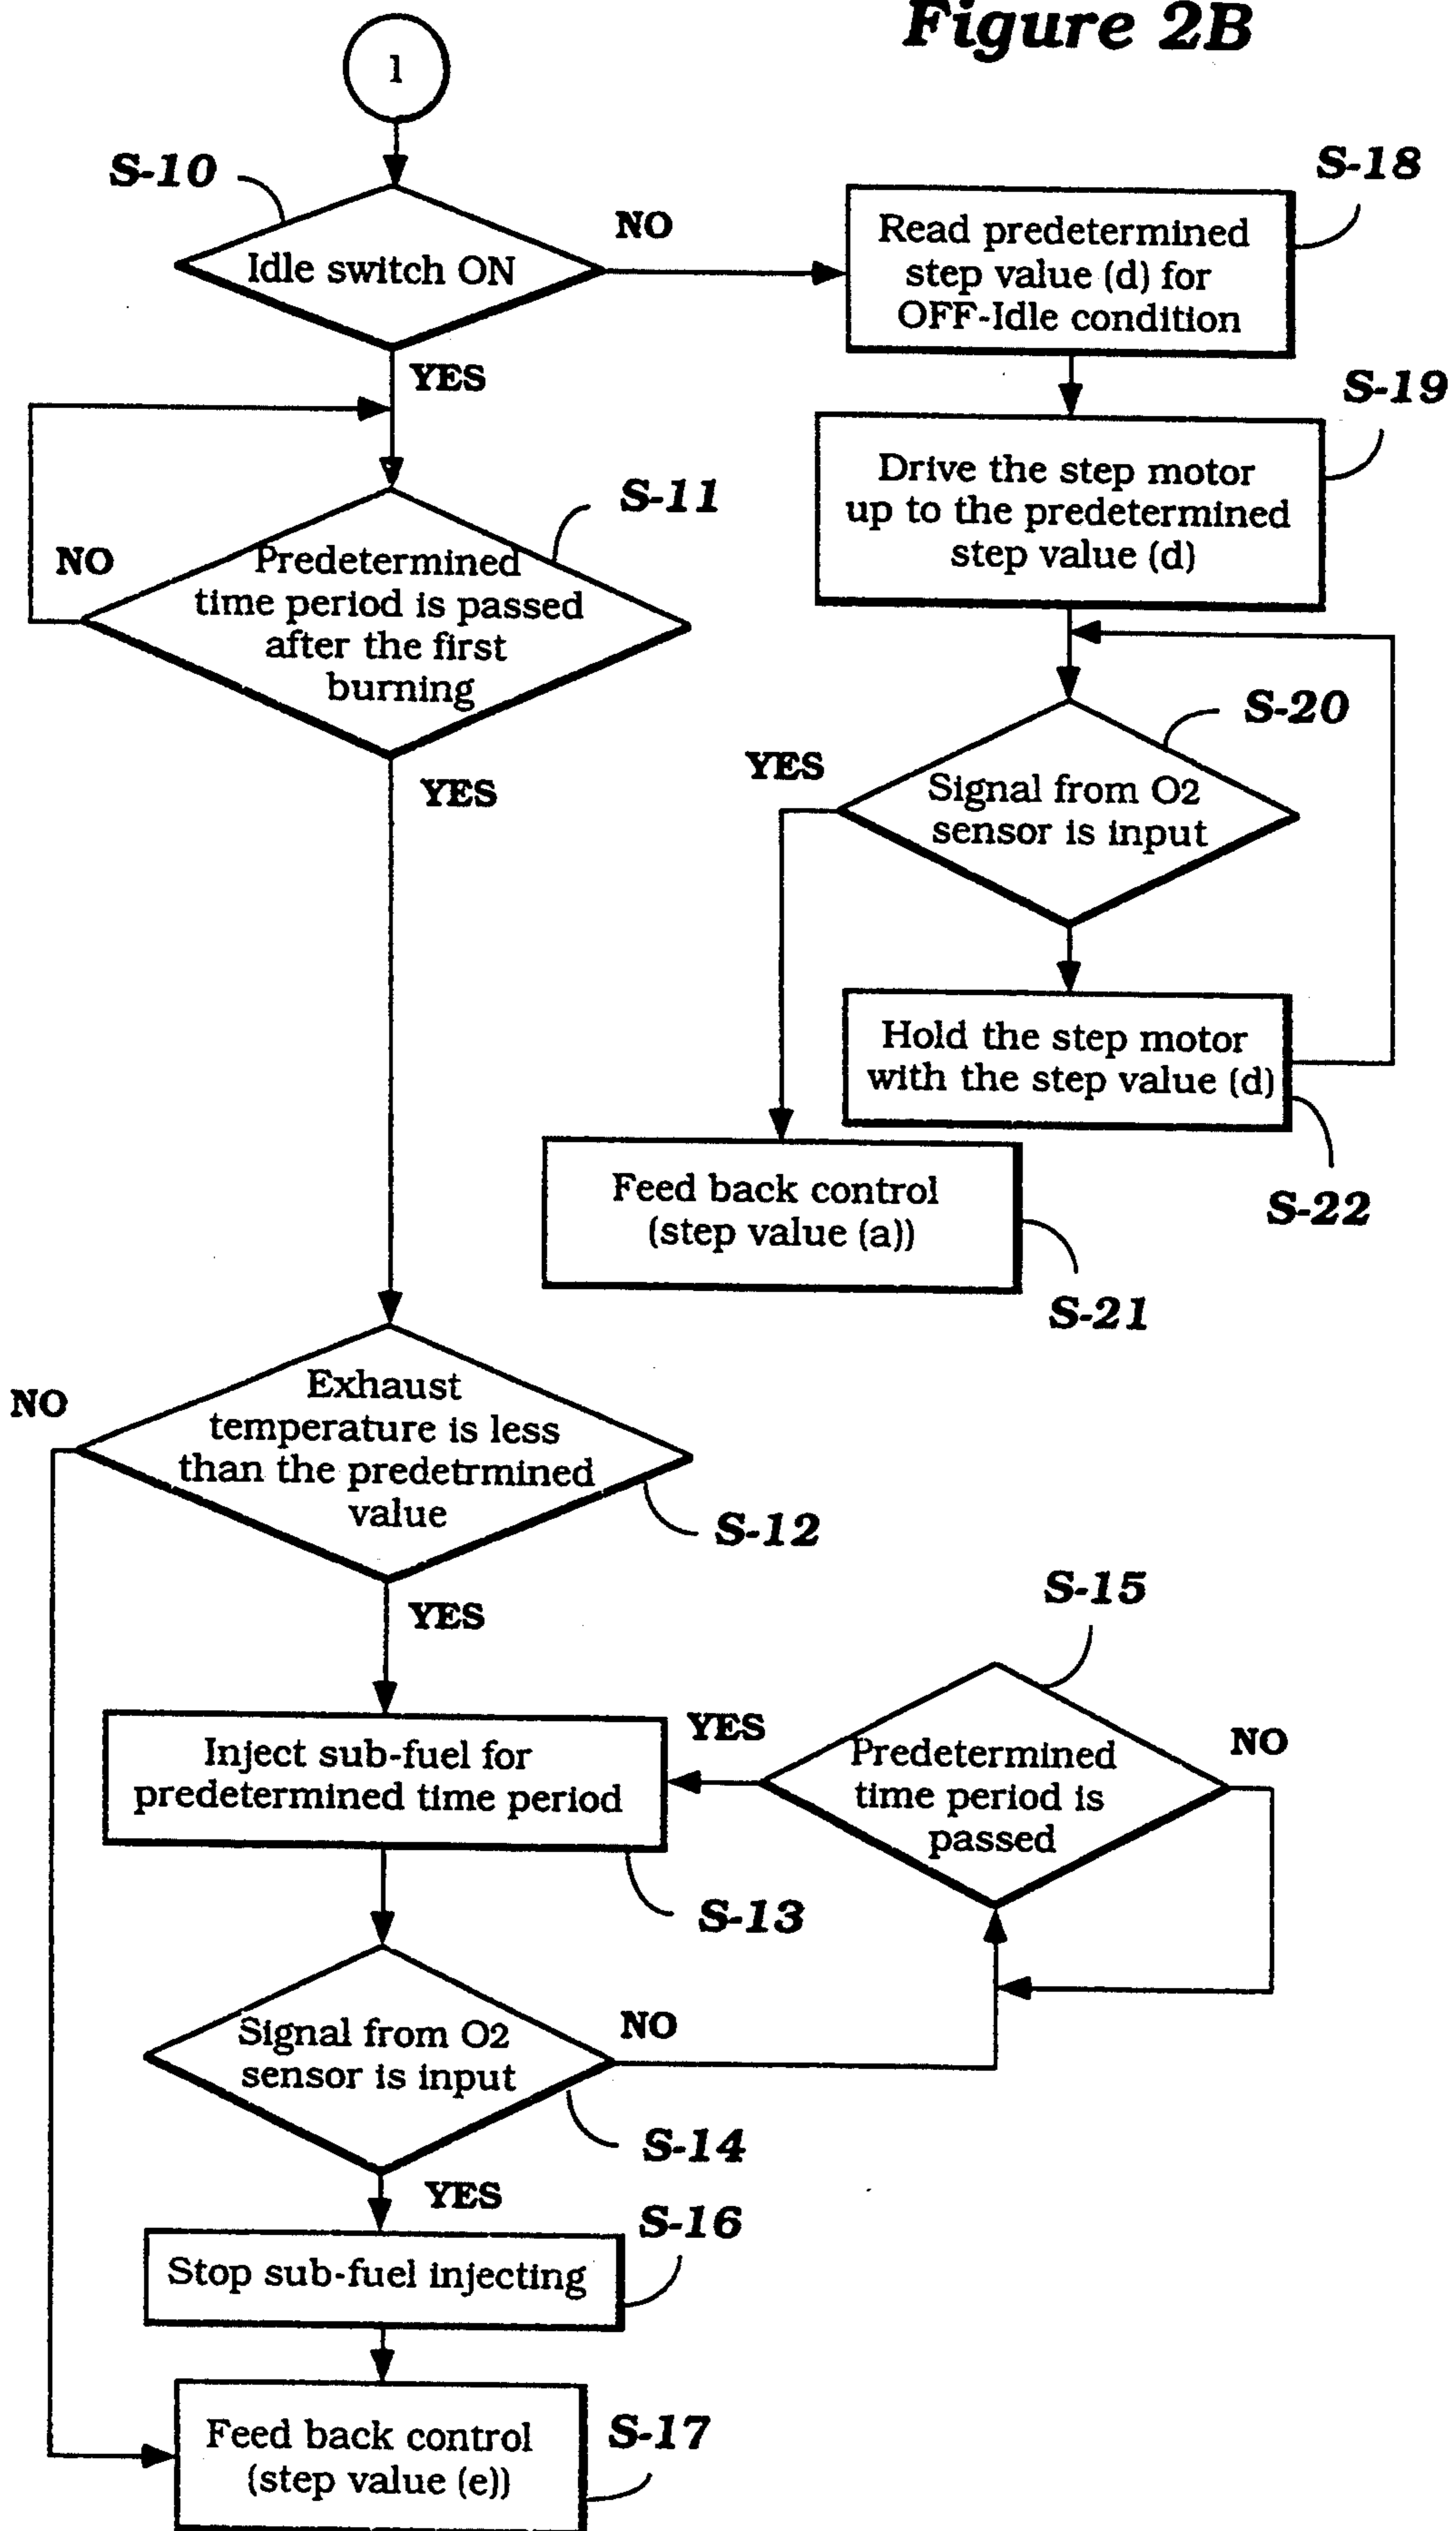 Figure 2B
1
S-10
Idle switch ON
NO
YES
S-18
Read predetermined
step value (d) for
OFF-Idle condition
S-19
Drive the step motor
up to the predetermined
step value (d)
S-11
NO
Predetermined
time period is passed
after the first
burning
YES
S-20
YES
Signal from O2
sensor is input
Hold the step motor
with the step value (d)
S-22
Feed back control
(step value (a))
S-21
NO
Exhaust
temperature is less
than the predetrmined
value
S-12
YES
S-15
Inject sub-fuel for
predetermined time period
YES
Predetermined
time period is
passed
NO
S-13
Signal from O2
sensor is input
NO
S-14
YES
S-16
Stop sub-fuel injecting
Feed back control
(step value (e))
S-17